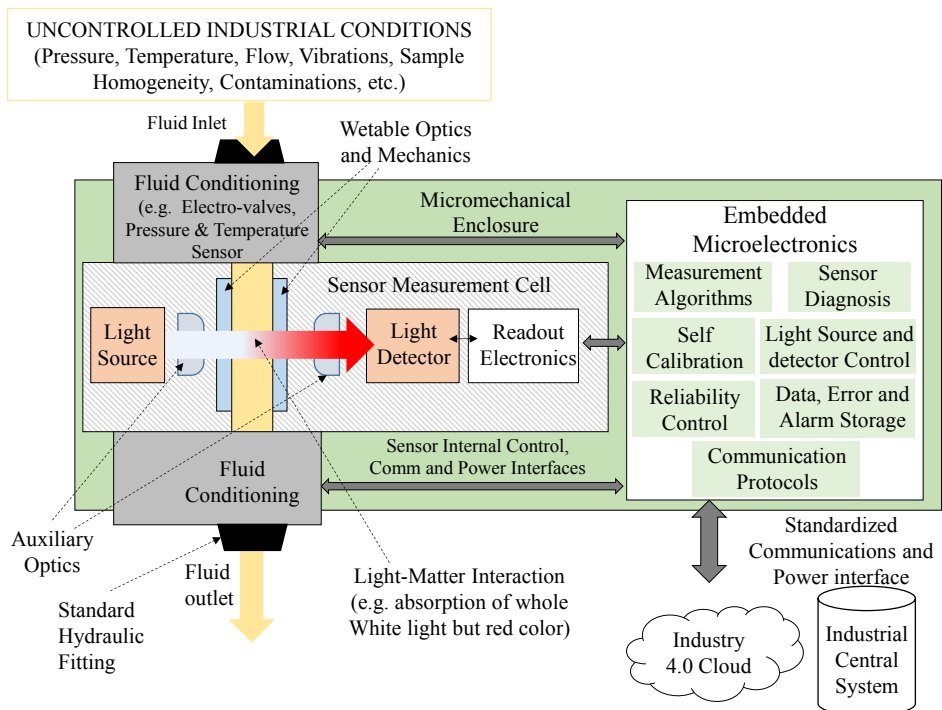 UNCONTROLLED INDUSTRIAL CONDITIONS
(Pressure, Temperature, Flow, Vibrations, Sample
Homogeneity, Contaminations, etc.)
Fluid Inlet
Wetable Optics
and Mechanics
Fluid Conditioning
(e.g. Electro-valves,
Pressure & Temperature
Sensor
Micromechanical
Enclosure
Embedded
Microelectronics
Measurement
Algorithms
Sensor
Diagnosis
Self
Calibration
Light Source and
detector Control
Reliability
Control
Data, Error and
Alarm Storage
Communication
Protocols
Sensor Measurement Cell
Light
Source
Light
Detector
Readout
Electronics
Sensor Internal Control,
Comm and Power Interfaces
Fluid
Conditioning
Auxiliary
Optics
Fluid
outlet
Standard
Hydraulic
Fitting
Light-Matter Interaction
(e.g. absorption of whole
White light but red color)
Standardized
Communications and
Power interface
Industry
4.0 Cloud
Industrial
Central
System